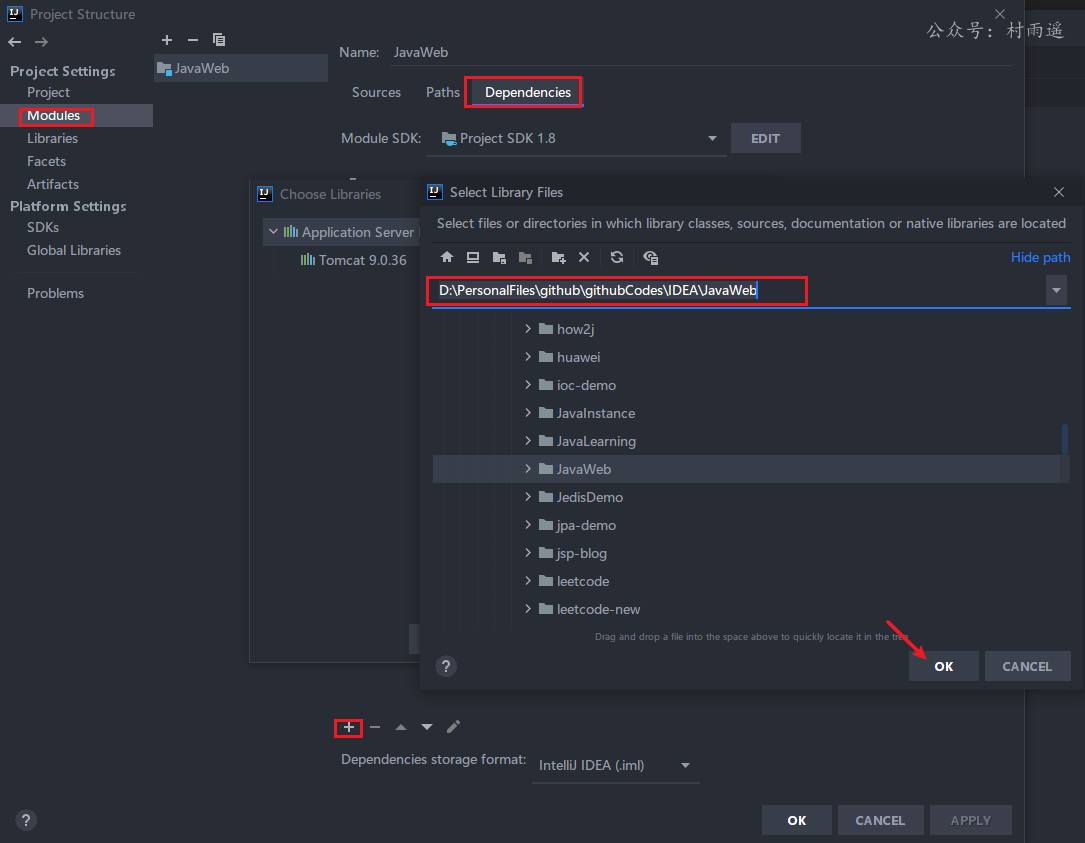 Project Structure
公众号：村雨遥
Project Settings
Project
Modules
Libraries
Facets
Artifacts
Platform Settings
SDKs
Global Libraries
Problems
JavaWeb
Name: JavaWeb
Sources Paths Dependencies
Module SDK: Project SDK 1.8 EDIT
Choose Libraries
Application Server
Tomcat 9.0.36
Select Library Files
Select files or directories in which library classes, sources, documentation or native libraries are located
Hide path
D:\PersonalFiles\github\githubCodes\IDEA\JavaWeb
how2j
huawei
ioc-demo
JavaInstance
JavaLearning
JavaWeb
JedisDemo
jpa-demo
jsp-blog
leetcode
leetcode-new
Drag and drop a file into the space above to quickly locate it in the tree
? OK CANCEL
Dependencies storage format: IntelliJ IDEA (.iml)
? OK CANCEL APPLY